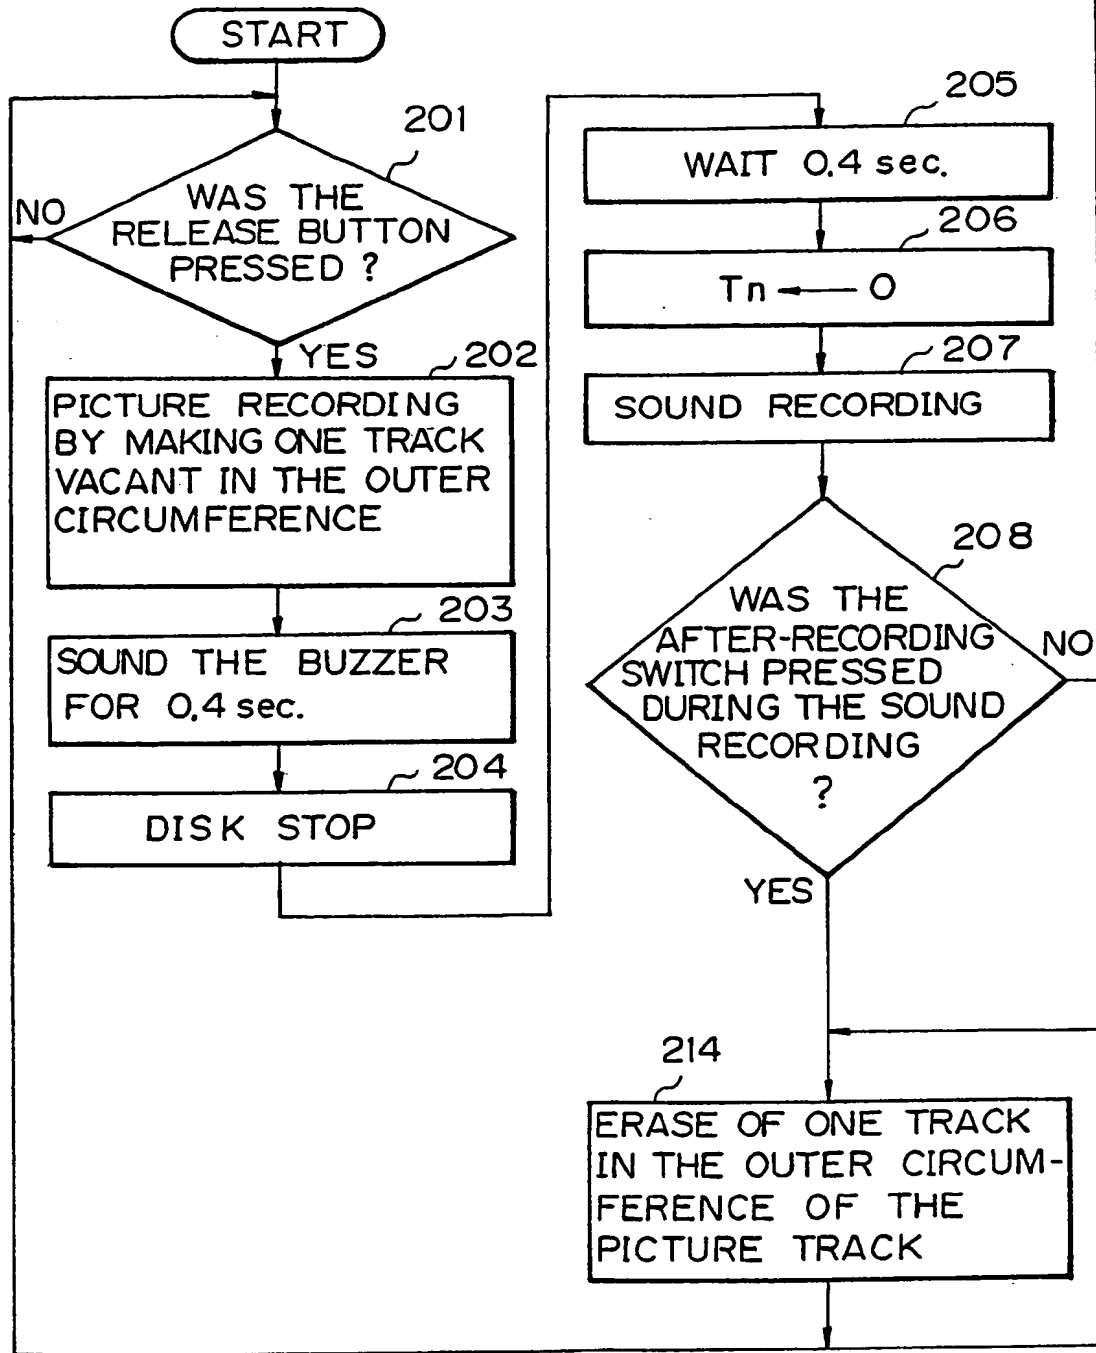 START
201
WAS THE
RELEASE BUTTON
PRESSED ?
NO
YES
202
PICTURE RECORDING
BY MAKING ONE TRACK
VACANT IN THE OUTER
CIRCUMFERENCE
203
SOUND THE BUZZER
FOR 0.4 sec.
204
DISK STOP
205
WAIT 0.4 sec.
206
Tn ← 0
207
SOUND RECORDING
208
WAS THE
AFTER-RECORDING
SWITCH PRESSED
DURING THE SOUND
RECORDING
?
NO
YES
214
ERASE OF ONE TRACK
IN THE OUTER CIRCUM-
FERENCE OF THE
PICTURE TRACK